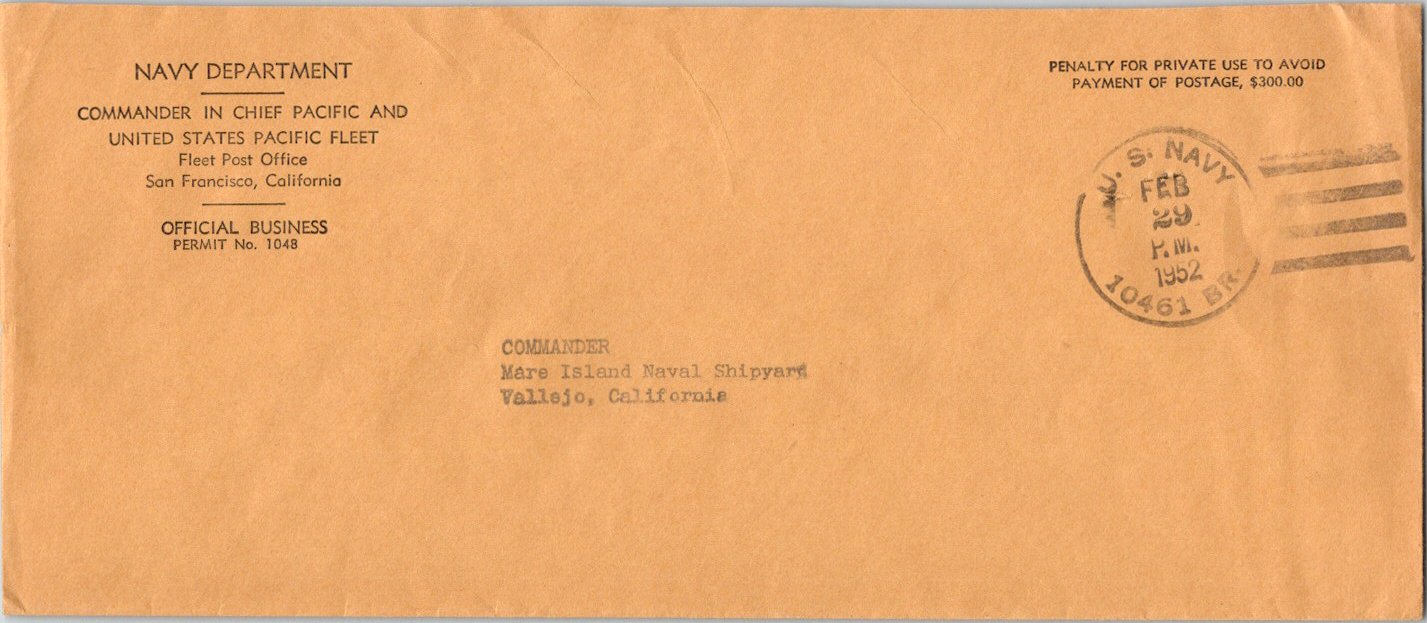 NAVY DEPARTMENT
COMMANDER IN CHIEF PACIFIC AND
UNITED STATES PACIFIC FLEET
Fleet Post Office
San Francisco, California
OFFICIAL BUSINESS
PERMIT No. 1048
PENALTY FOR PRIVATE USE TO AVOID
PAYMENT OF POSTAGE, $300.00
U. S. NAVY
FEB
29
P.M.
1952
10461 BR.
COMMANDER
Mare Island Naval Shipyard
Vallejo, California